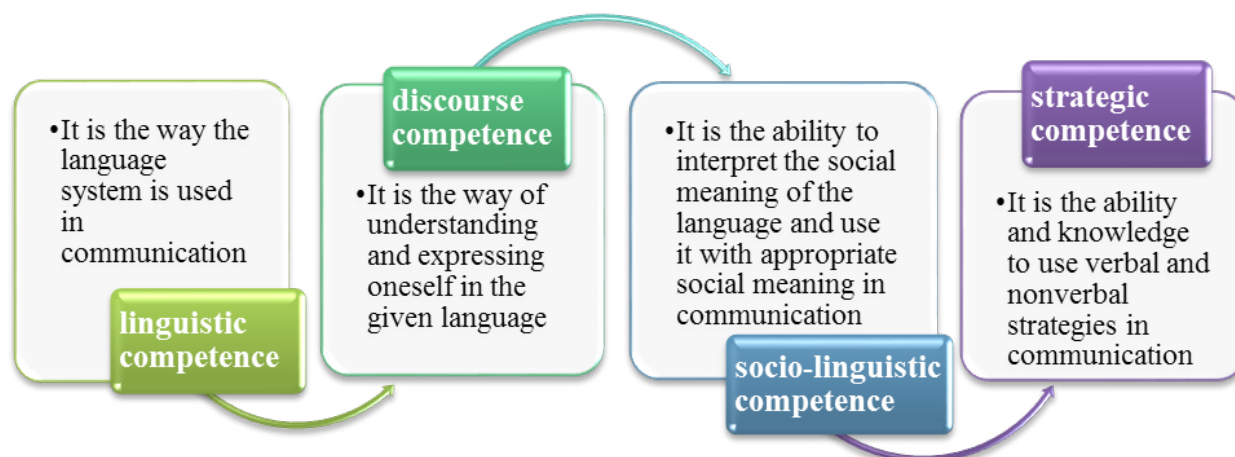 •It is the way the
language
system is used
in
communication
linguistic
competence
discourse
competence
•It is the way of
understanding
and expressing
oneself in the
given language
•It is the ability to
interpret the social
meaning of the
language and use
it with appropriate
social meaning in
communication
socio-linguistic
competence
strategic
competence
•It is the ability
and knowledge
to use verbal and
nonverbal
strategies in
communication